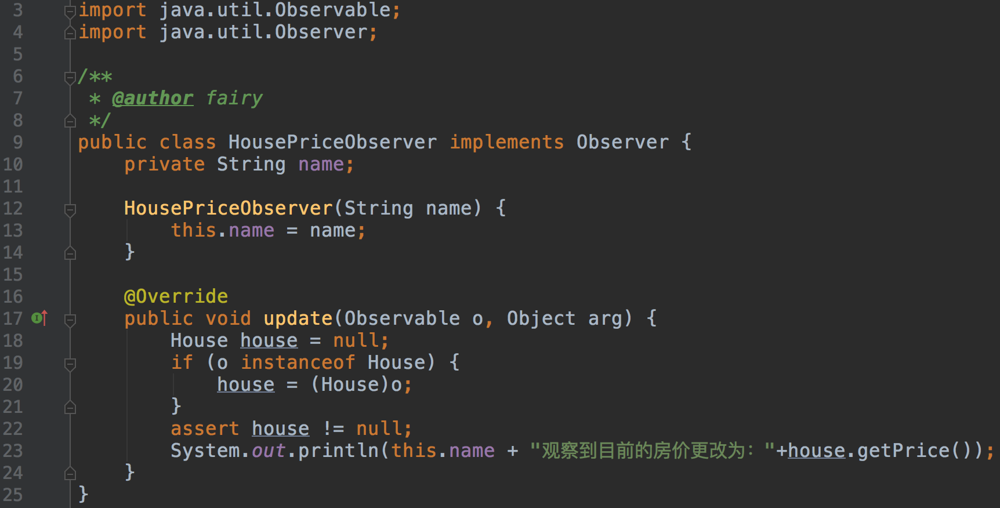 3 import java.util.Observable;
4 import java.util.Observer;
5
6 /**
7  * @author fairy
8  */
9 public class HousePriceObserver implements Observer {
10     private String name;
11
12     HousePriceObserver(String name) {
13         this.name = name;
14     }
15
16     @Override
17     public void update(Observable o, Object arg) {
18         House house = null;
19         if (o instanceof House) {
20             house = (House)o;
21         }
22         assert house != null;
23         System.out.println(this.name + "观察到目前的房价更改为："+house.getPrice());
24     }
25 }